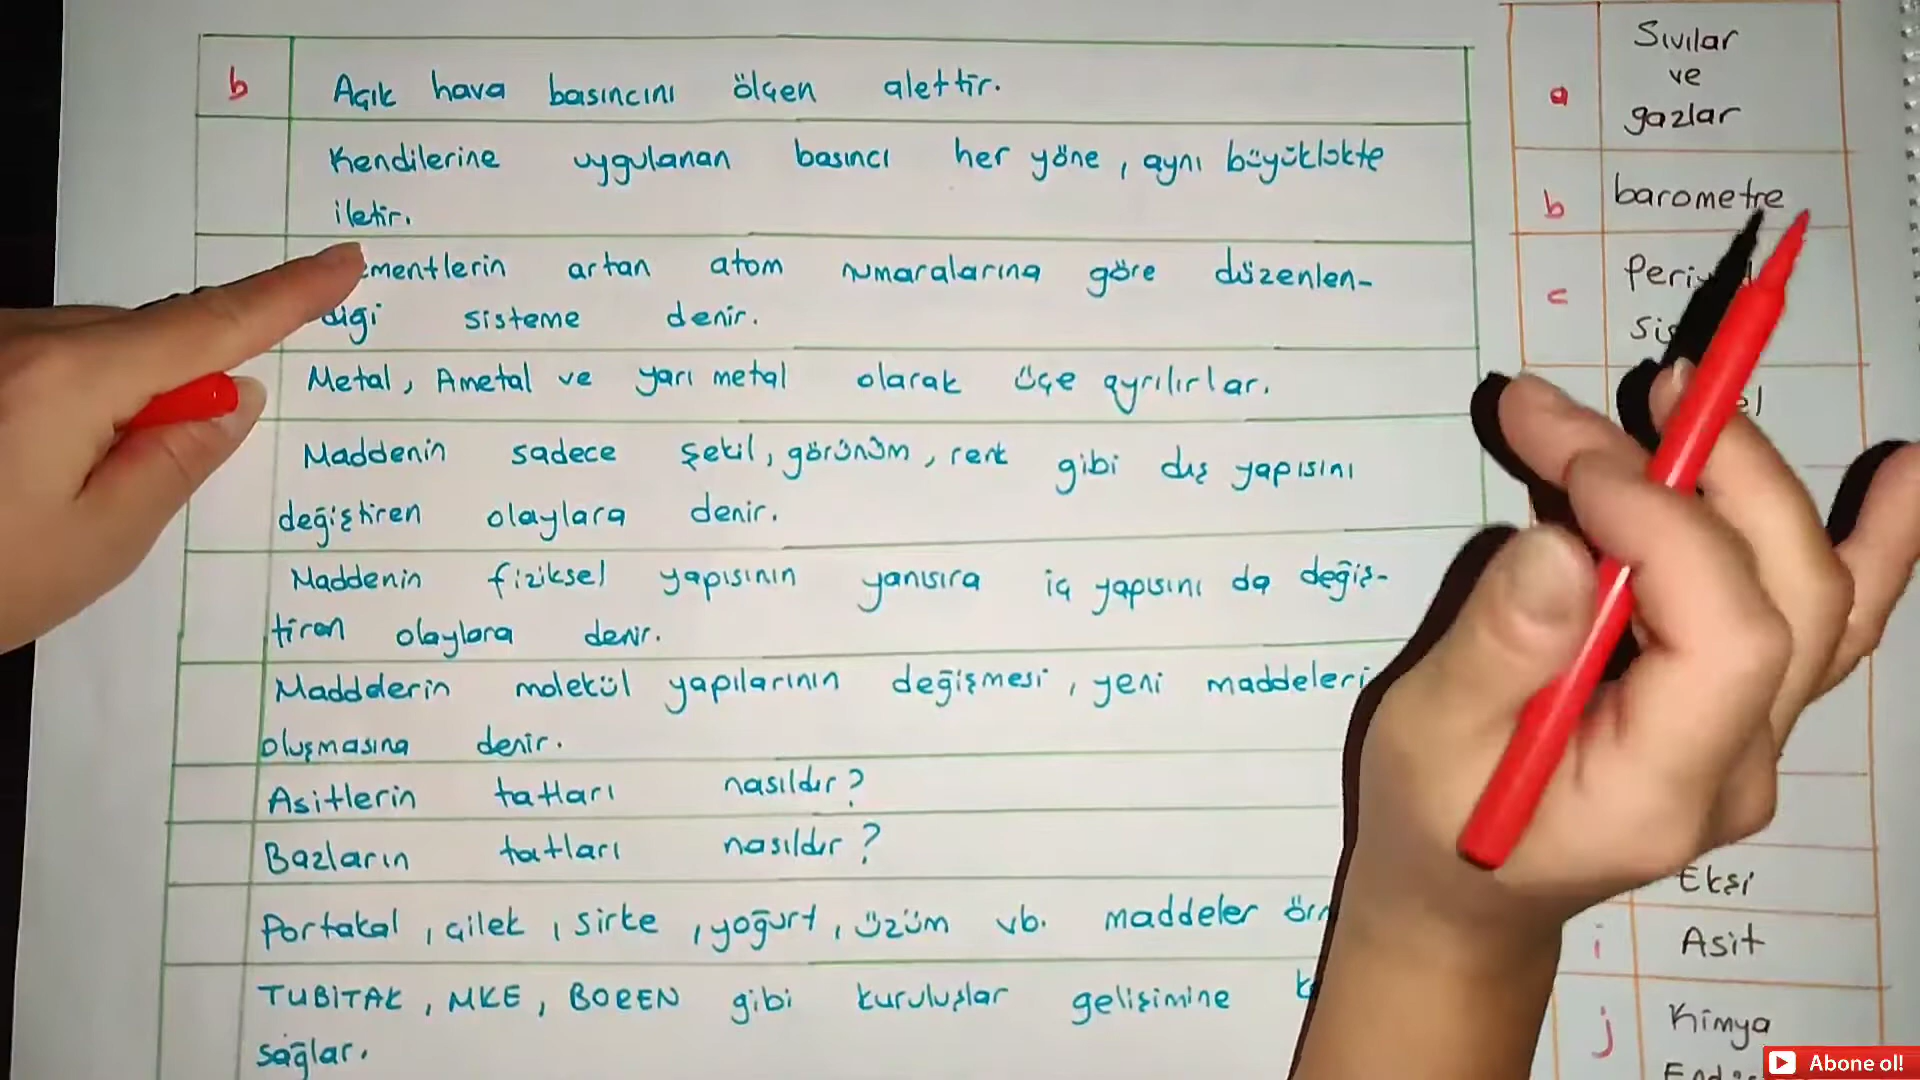 b
Açık hava basıncını ölçen alettir.
Kendilerine uygulanan basıncı her yöne, aynı büyüklükte
iletir.
artan atom numaralarına göre düzenlen-
diği sisteme denir.
Metal, Ametal ve yarı metal olarak üçe ayrılırlar.
Maddenin sadece şekil, görünüm, renk gibi dış yapısını
değiştiren olaylara denir.
Maddenin fiziksel yapısının yanısıra iç yapısını da değiş-
tiren olaylara denir.
Maddelerin molekül yapılarının değişmesi, yeni maddeleri
oluşmasına denir.
Asitlerin tatları nasıldır?
Bazların tatları nasıldır?
Portakal, çilek, sirke, yoğurt, üzüm vb. maddeler
TUBİTAK, MKE, BOREN gibi kuruluşlar gelişimine
sağlar.
a
Sıvılar
ve
gazlar
b
barometre
c
Ekşi
i
Asit
j
Kimya
Abone ol!